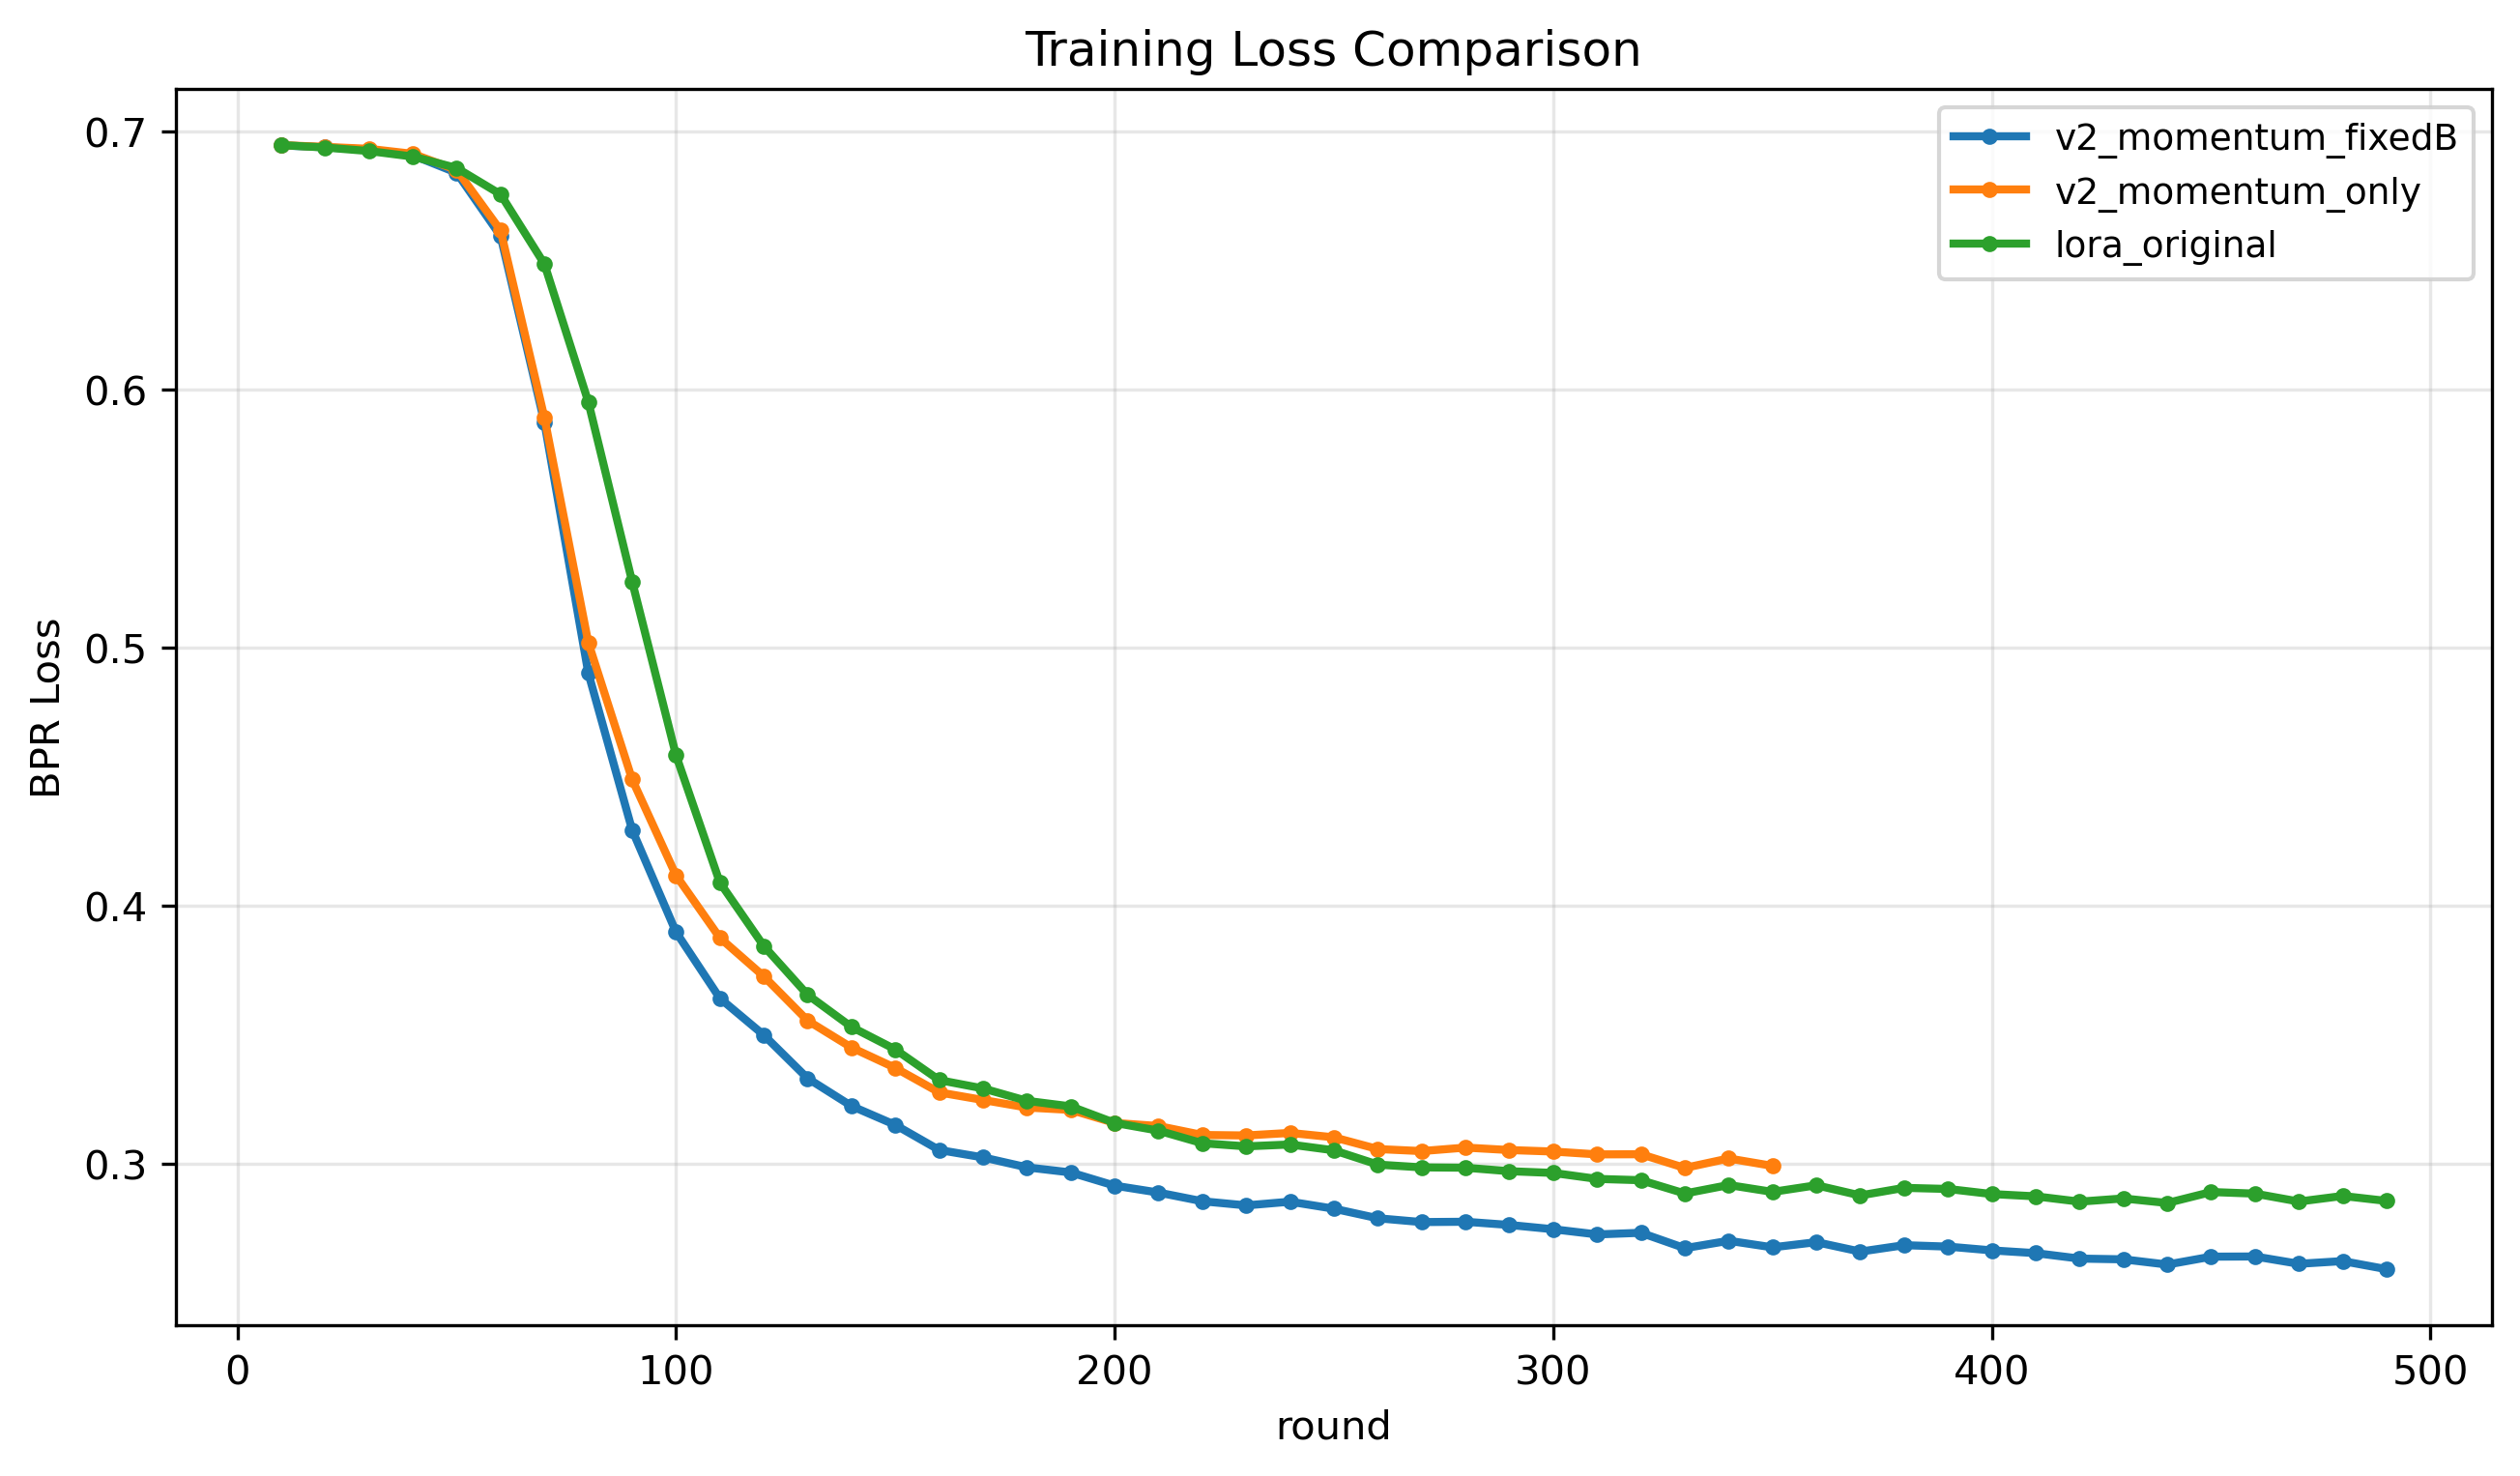 Training Loss Comparison
v2_momentum_fixedB
v2_momentum_only
lora_original
BPR Loss
0.7
0.6
0.5
0.4
0.3
0
100
200
300
400
500
round